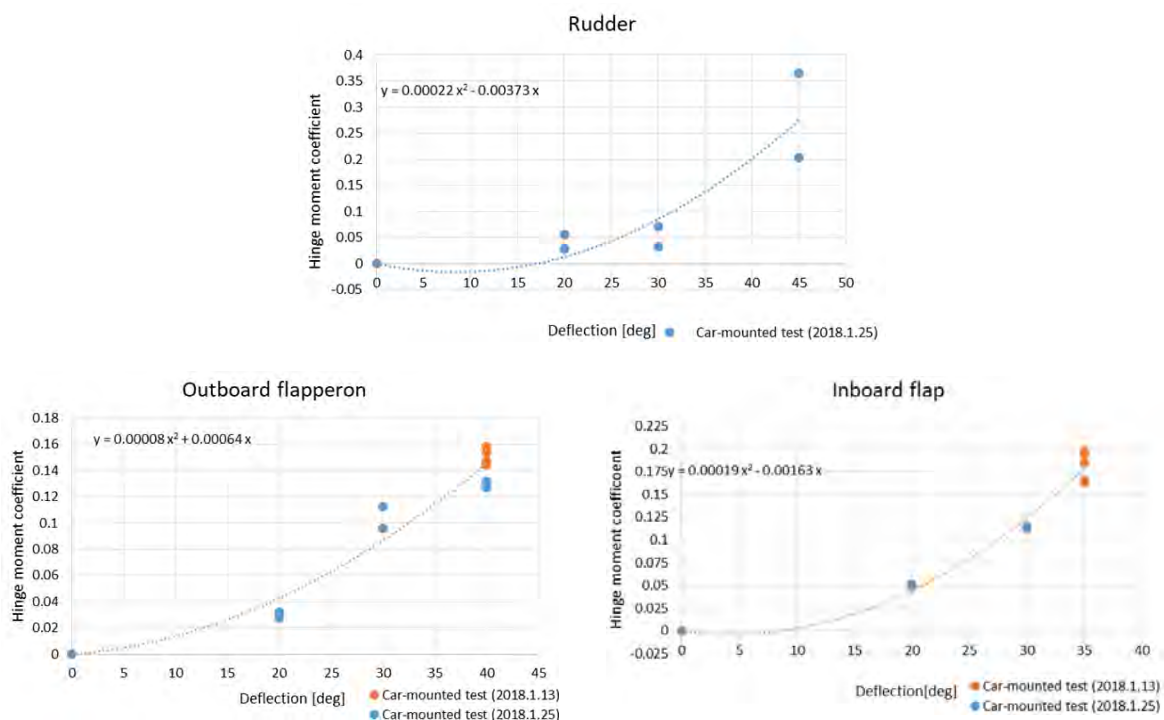 Rudder
0.4
0.35
0.3
0.25
0.2
0.15
0.1
0.05
0
-0.05
y = 0.00022 x² - 0.00373 x
Hinge moment coefficient
0 5 10 15 20 25 30 35 40 45 50
Deflection [deg]
Car-mounted test (2018.1.25)
Outboard flapperon
0.18
0.16
0.14
0.12
0.1
0.08
0.06
0.04
0.02
0
y = 0.00008 x² + 0.00064 x
Hinge moment coefficient
0 5 10 15 20 25 30 35 40 45
Deflection [deg]
Car-mounted test (2018.1.13)
Car-mounted test (2018.1.25)
Inboard flap
0.225
0.2
0.175
0.15
0.125
0.1
0.075
0.05
0.025
0
-0.025
y = 0.00019 x² - 0.00163 x
Hinge moment coefficoent
0 5 10 15 20 25 30 35 40
Deflection[deg]
Car-mounted test (2018.1.13)
Car-mounted test (2018.1.25)